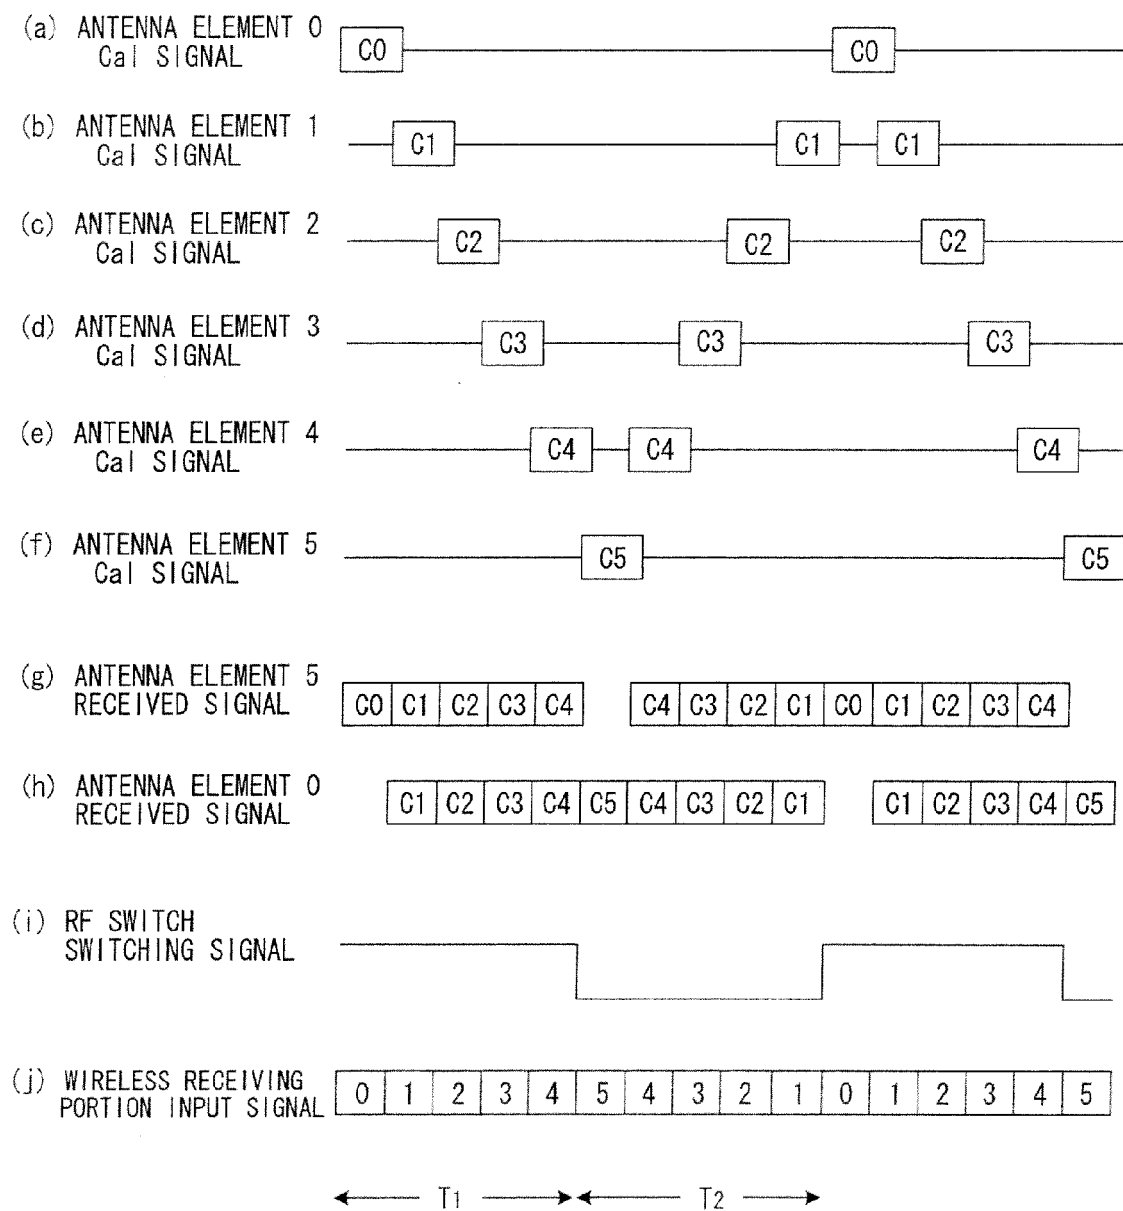 (a) ANTENNA ELEMENT 0
Cal SIGNAL
C0 C0
(b) ANTENNA ELEMENT 1
Cal SIGNAL
C1 C1 C1
(c) ANTENNA ELEMENT 2
Cal SIGNAL
C2 C2 C2
(d) ANTENNA ELEMENT 3
Cal SIGNAL
C3 C3 C3
(e) ANTENNA ELEMENT 4
Cal SIGNAL
C4 C4 C4
(f) ANTENNA ELEMENT 5
Cal SIGNAL
C5 C5
(g) ANTENNA ELEMENT 5
RECEIVED SIGNAL
C0 C1 C2 C3 C4 C4 C3 C2 C1 C0 C1 C2 C3 C4
(h) ANTENNA ELEMENT 0
RECEIVED SIGNAL
C1 C2 C3 C4 C5 C4 C3 C2 C1 C1 C2 C3 C4 C5
(i) RF SWITCH
SWITCHING SIGNAL
(j) WIRELESS RECEIVING
PORTION INPUT SIGNAL
0 1 2 3 4 5 4 3 2 1 0 1 2 3 4 5
T1 T2